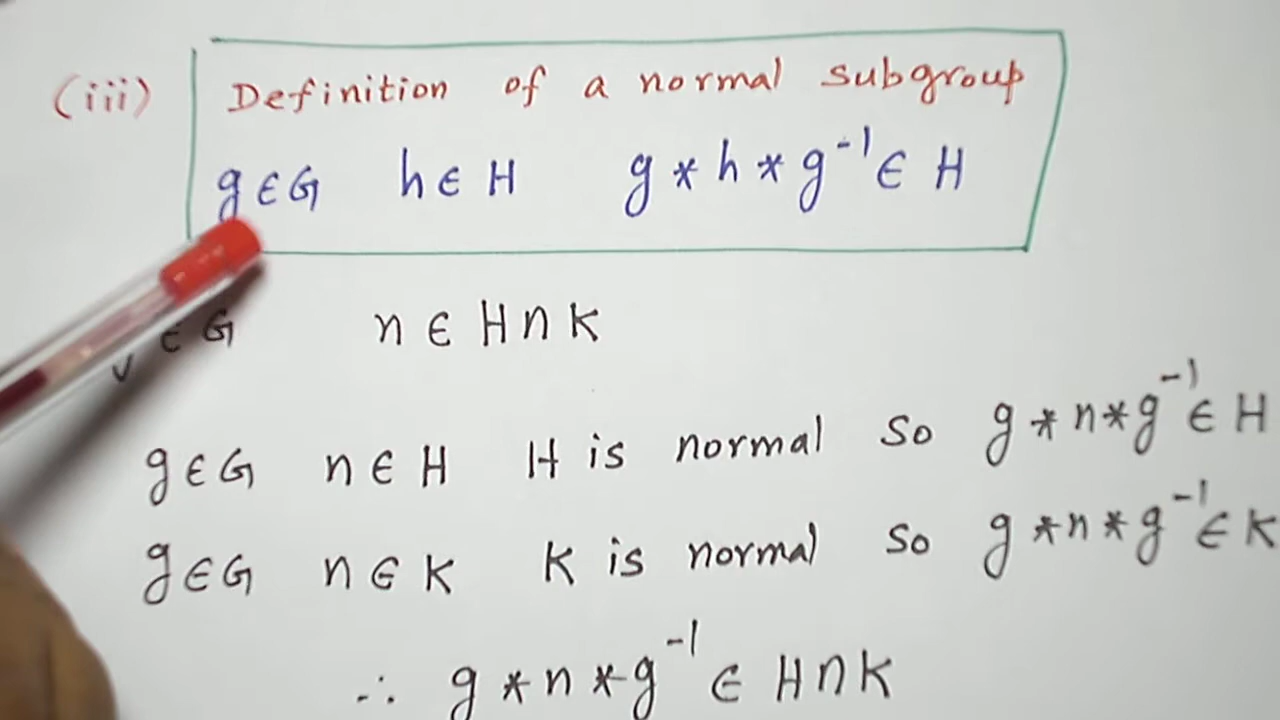 (iii) Definition of a normal subgroup
g ∈ G h ∈ H g * h * g⁻¹ ∈ H
∈ G n ∈ H ∩ K
g ∈ G n ∈ H H is normal so g * n * g⁻¹ ∈ H
g ∈ G n ∈ K K is normal so g * n * g⁻¹ ∈ K
∴ g * n * g⁻¹ ∈ H ∩ K